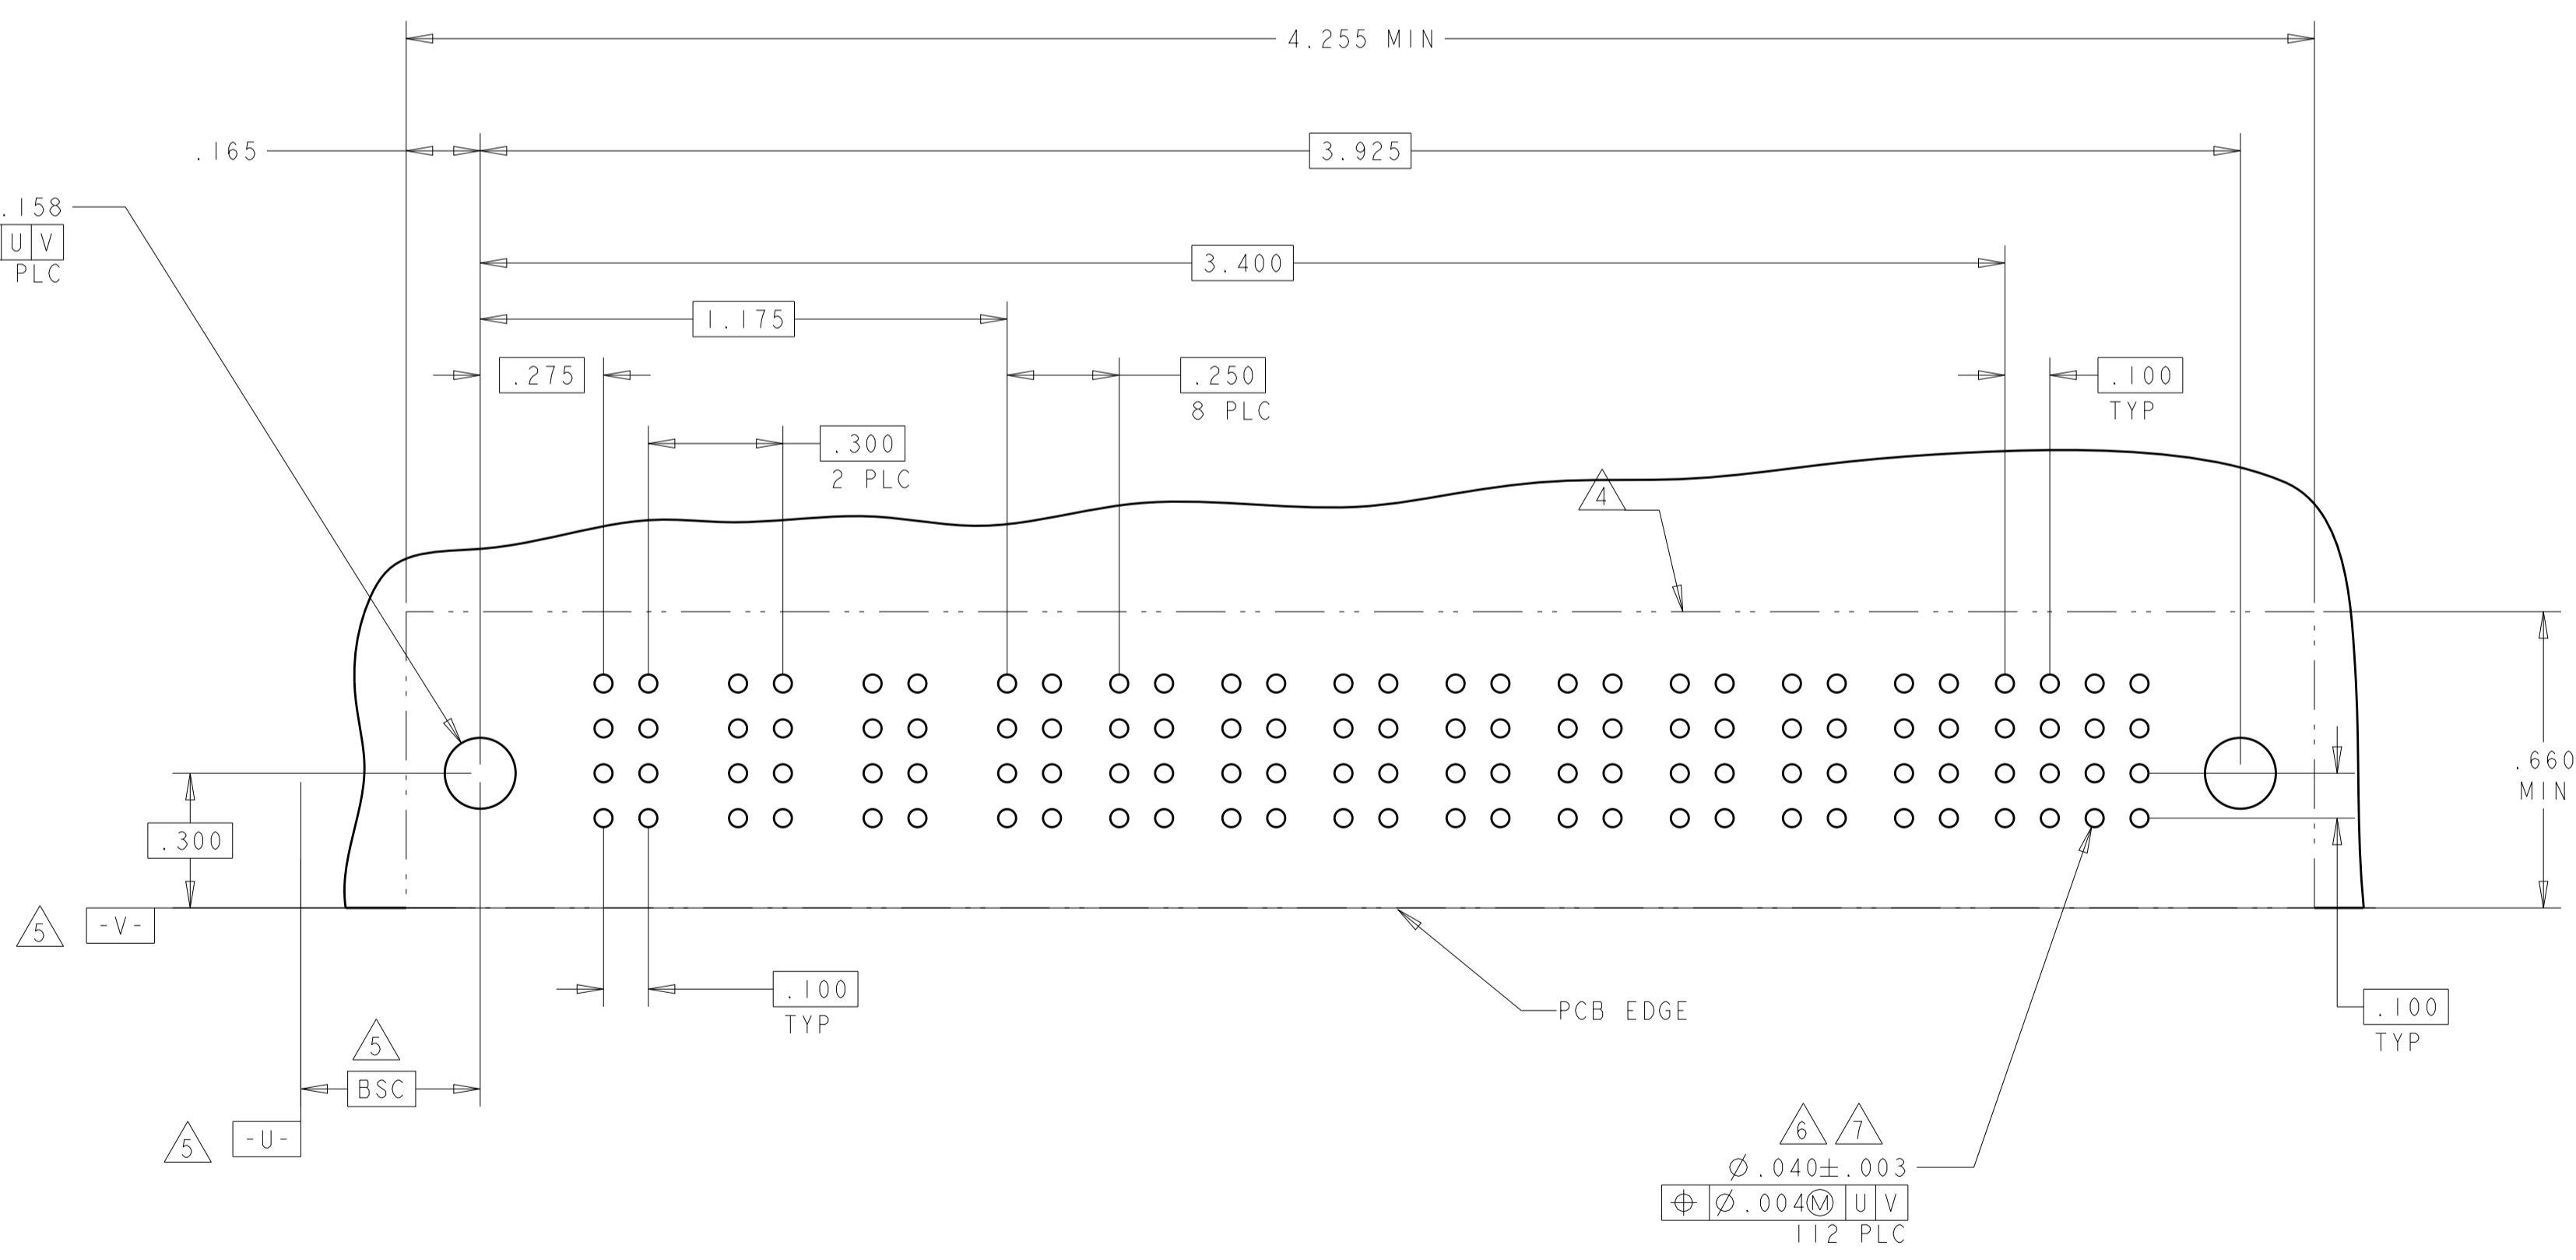 4.255 MIN
.165
3.925
.158
U V
PLC
3.400
1.175
.275
.250
8 PLC
.100
TYP
.300
2 PLC
4
.660
MIN
.300
5
-V-
.100
TYP
PCB EDGE
.100
TYP
5
BSC
5
-U-
6 7
⌀.040±.003
⌖ ⌀.004Ⓜ U V
112 PLC